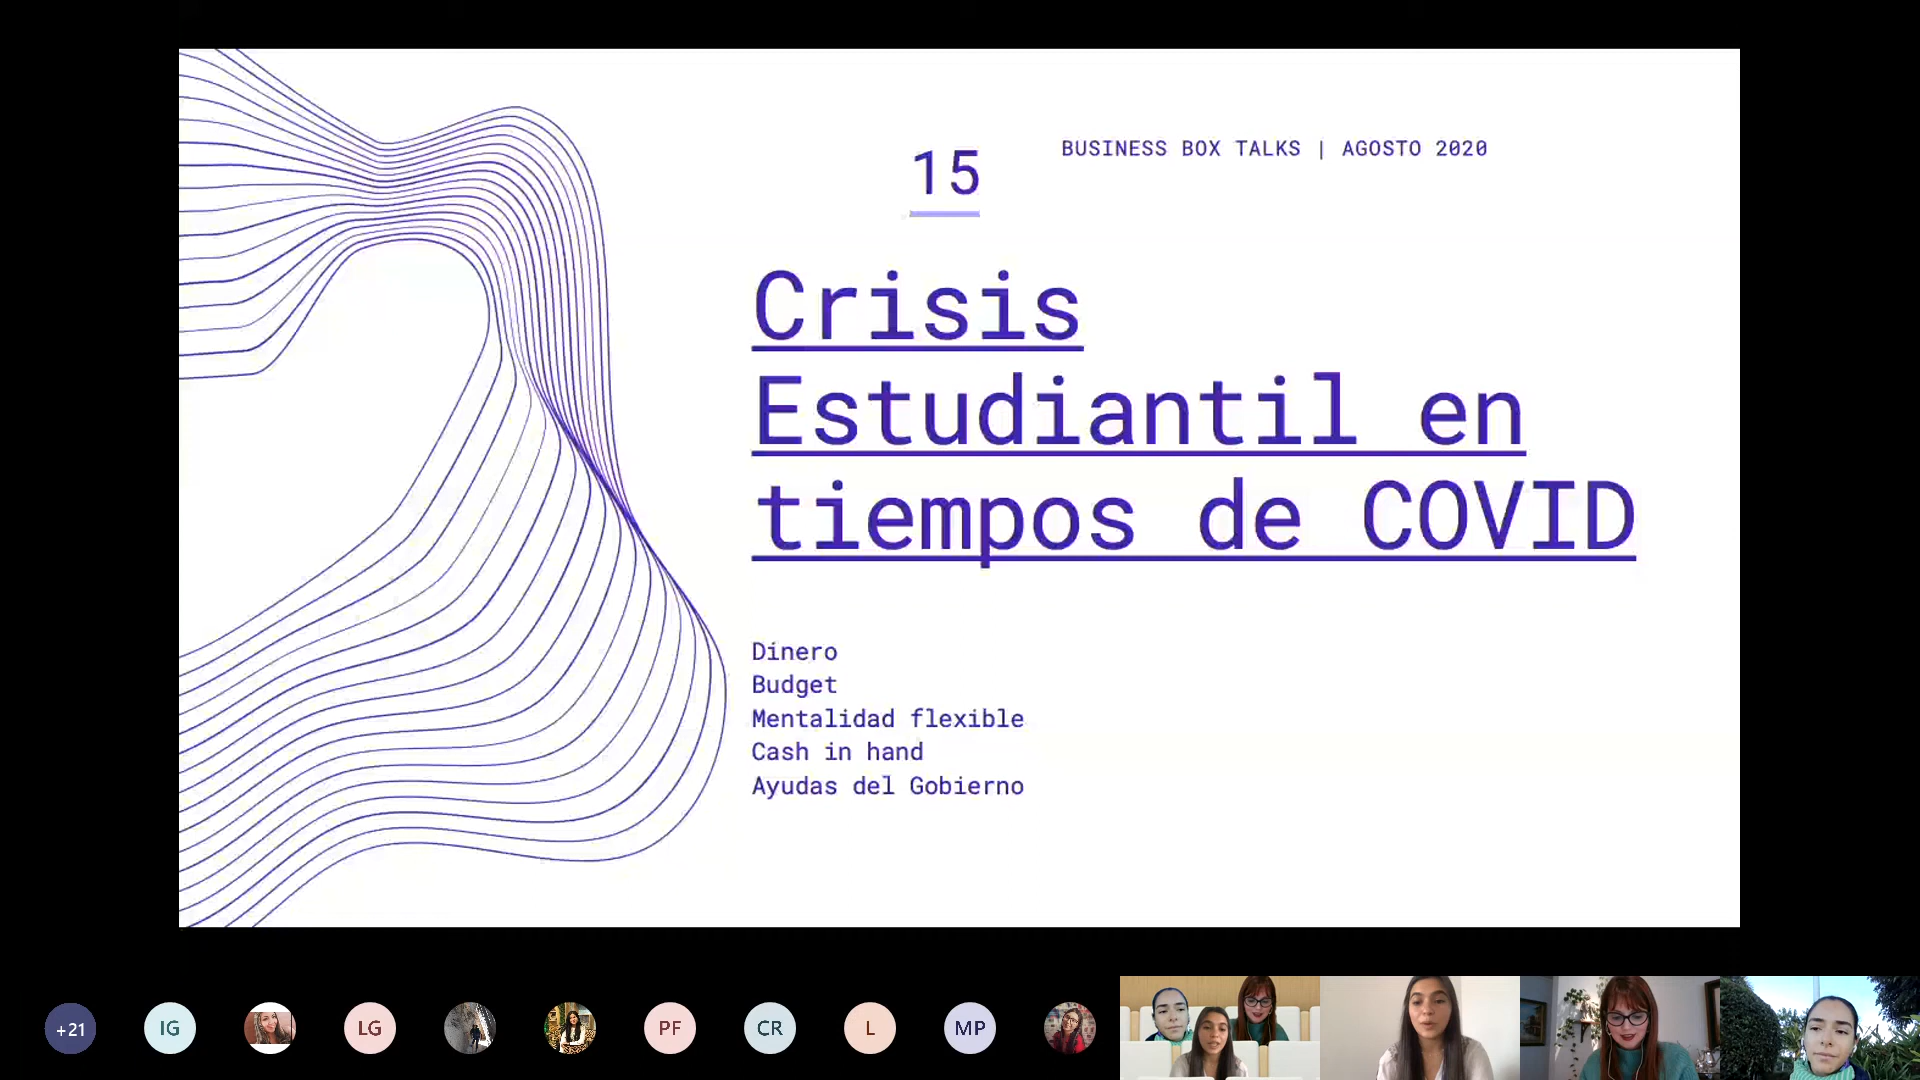 15
BUSINESS BOX TALKS | AGOSTO 2020
Crisis
Estudiantil en
tiempos de COVID
Dinero
Budget
Mentalidad flexible
Cash in hand
Ayudas del Gobierno
+21
IG
LG
PF
CR
L
MP